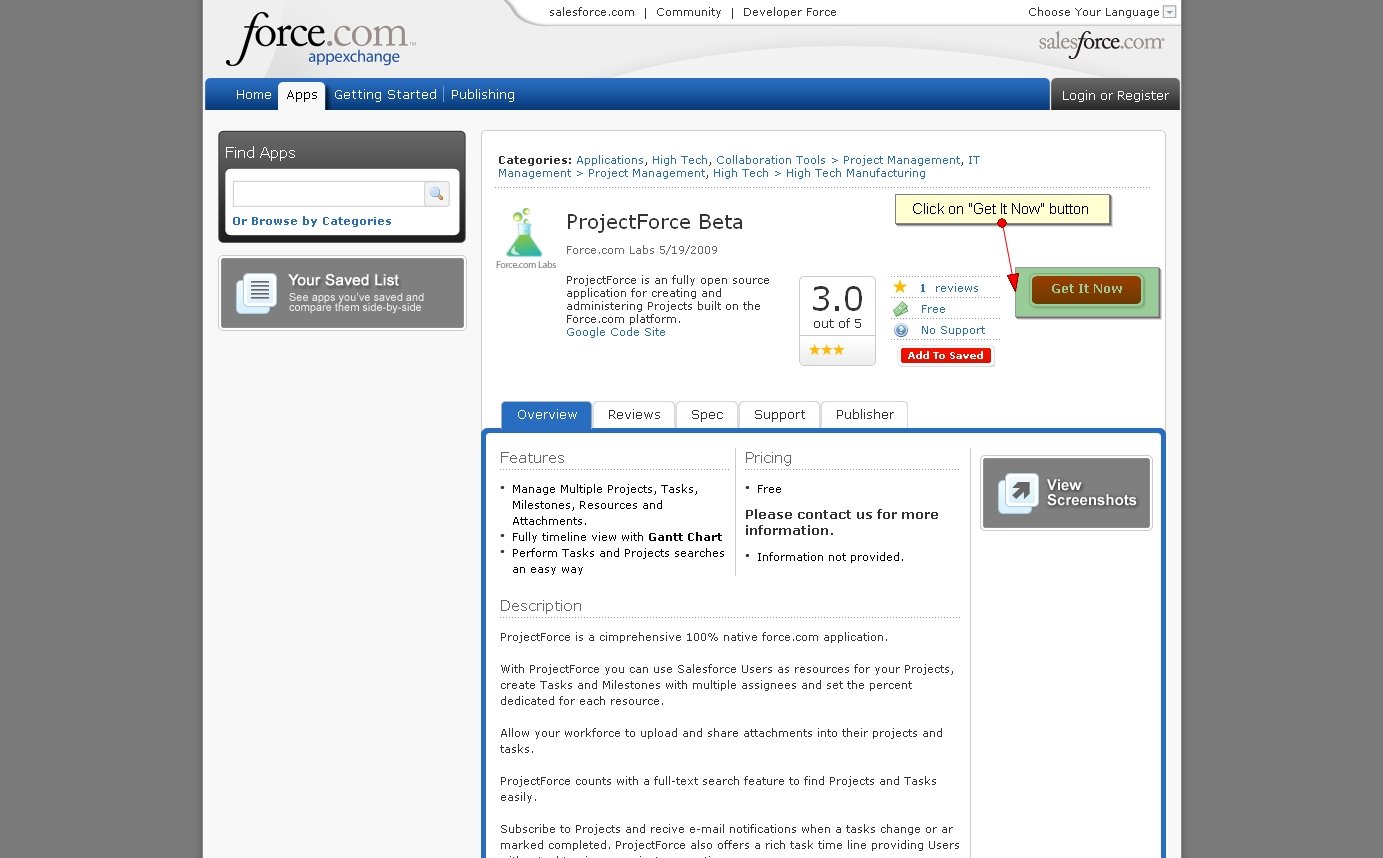 salesforce.com | Community | Developer Force
Choose Your Language
force.com™
appexchange
salesforce.com
Home
Apps
Getting Started
Publishing
Login or Register
Find Apps
Or Browse by Categories
Your Saved List
See apps you've saved and
compare them side-by-side
Categories: Applications, High Tech, Collaboration Tools > Project Management, IT
Management > Project Management, High Tech > High Tech Manufacturing
Click on "Get It Now" button
Force.com Labs
ProjectForce Beta
Force.com Labs 5/19/2009
ProjectForce is an fully open source
application for creating and
administering Projects built on the
Force.com platform.
Google Code Site
3.0
out of 5
1 reviews
Free
No Support
Add To Saved
Get It Now
Overview
Reviews
Spec
Support
Publisher
Features
• Manage Multiple Projects, Tasks,
Milestones, Resources and
Attachments.
• Fully timeline view with Gantt Chart
• Perform Tasks and Projects searches
an easy way
Pricing
• Free
Please contact us for more
information.
• Information not provided.
View
Screenshots
Description
ProjectForce is a cimprehensive 100% native force.com application.
With ProjectForce you can use Salesforce Users as resources for your Projects,
create Tasks and Milestones with multiple assignees and set the percent
dedicated for each resource.
Allow your workforce to upload and share attachments into their projects and
tasks.
ProjectForce counts with a full-text search feature to find Projects and Tasks
easily.
Subscribe to Projects and recive e-mail notifications when a tasks change or ar
marked completed. ProjectForce also offers a rich task time line providing Users